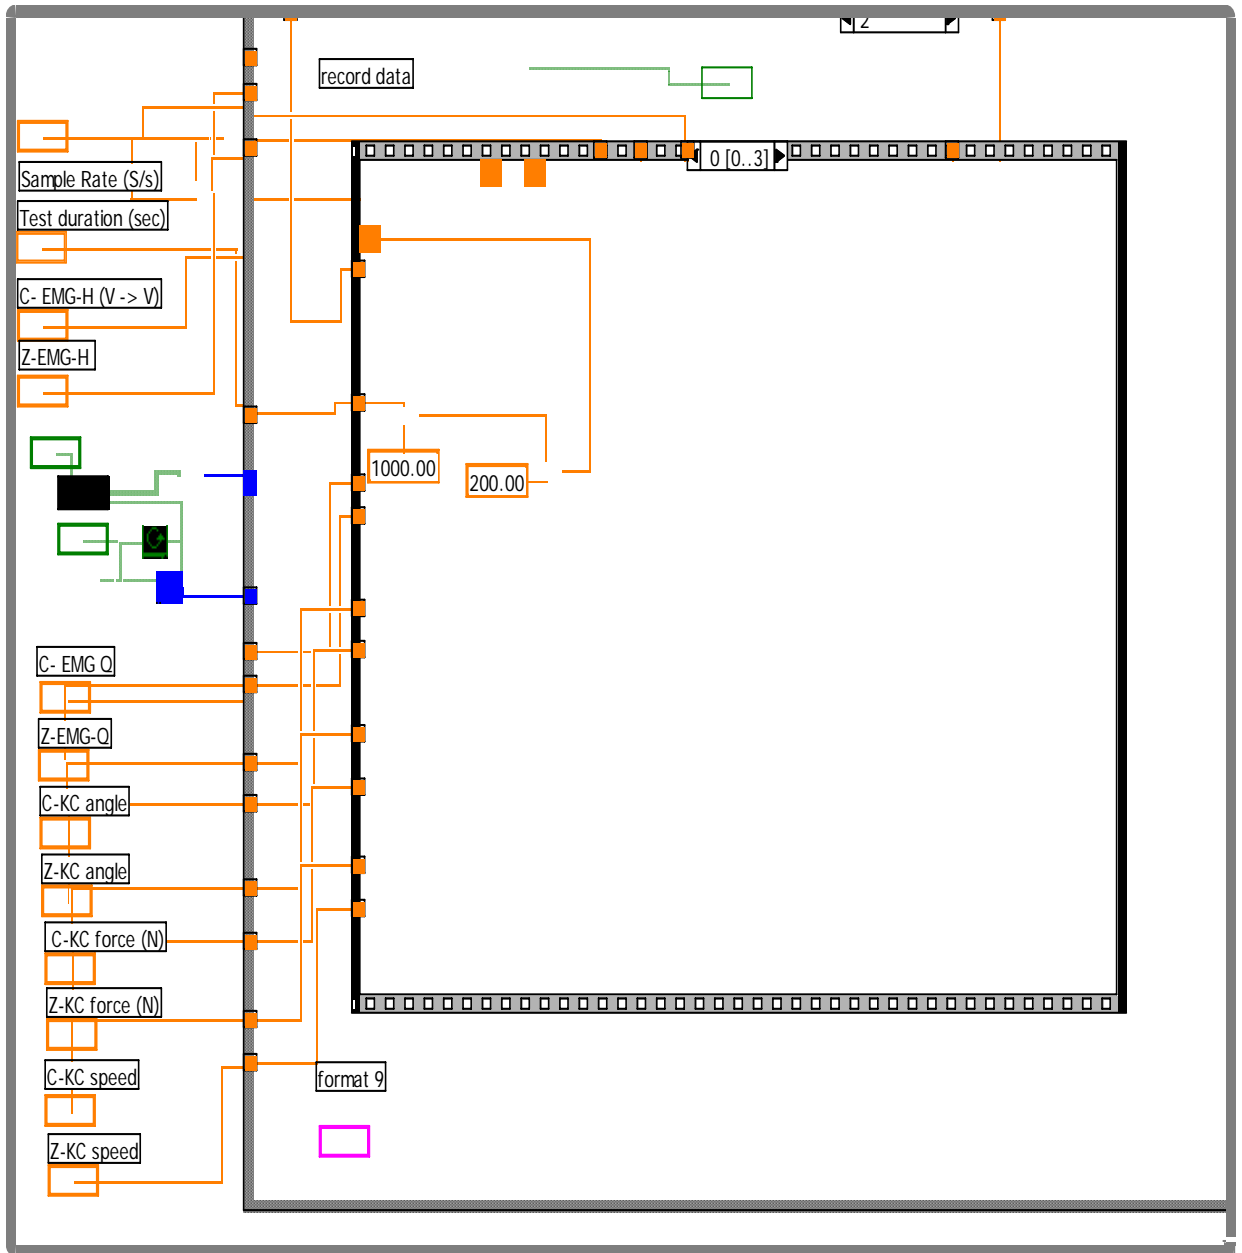 2
record data
0 [0..3]
Sample Rate (S/s)
Test duration (sec)
C- EMG-H (V -> V)
Z-EMG-H
1000.00
200.00
C- EMG Q
Z-EMG-Q
C-KC angle
Z-KC angle
C-KC force (N)
Z-KC force (N)
C-KC speed
format 9
Z-KC speed